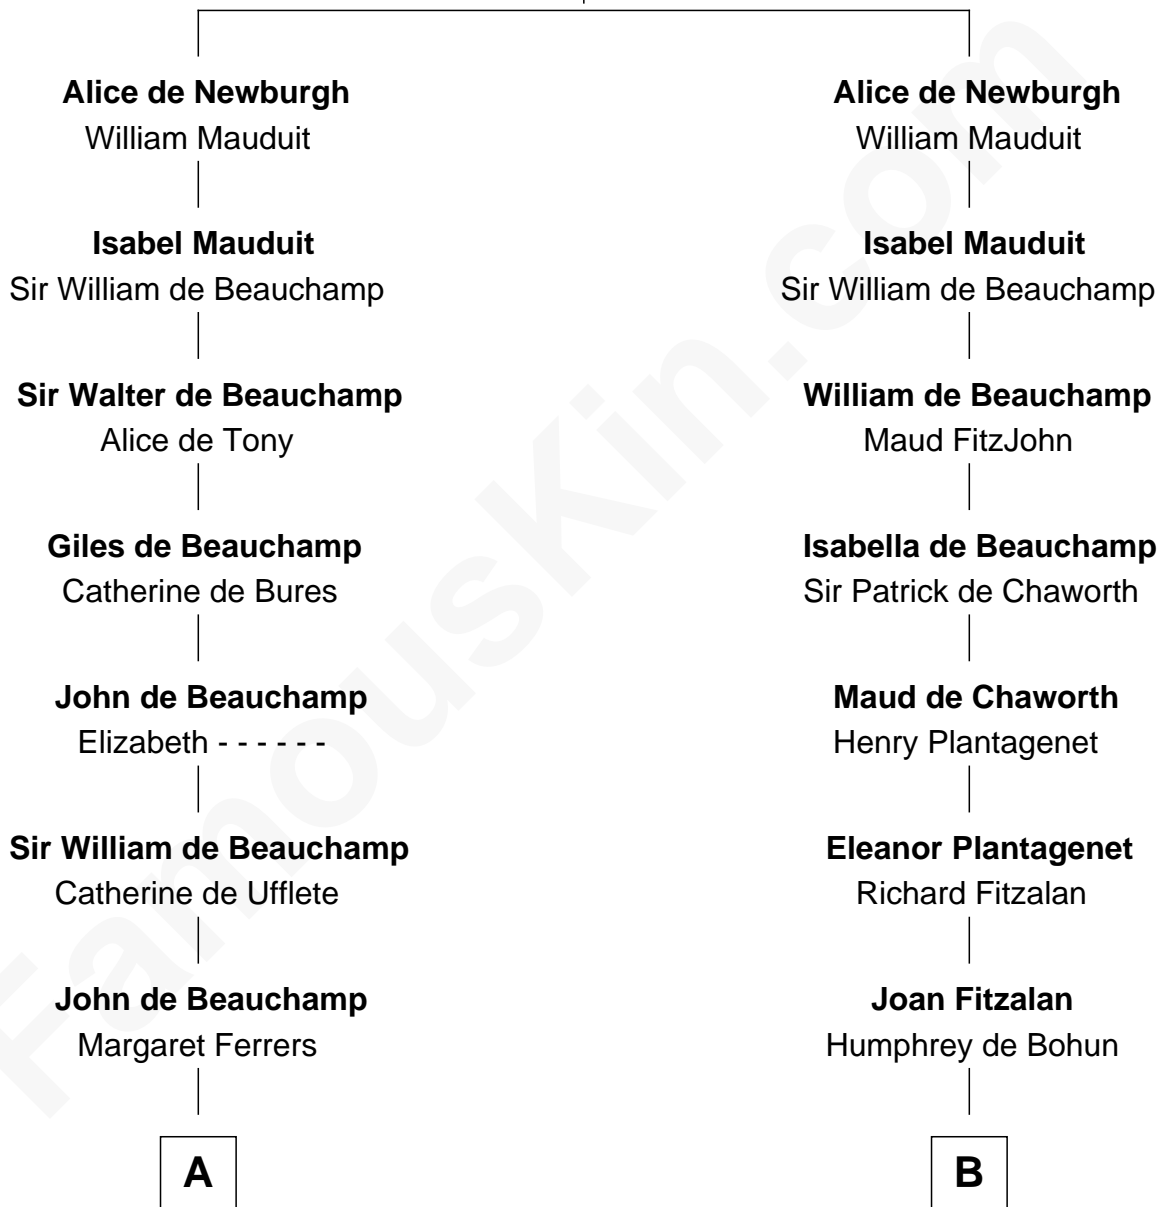 Alice de Newburgh
William Mauduit
Isabel Mauduit
Sir William de Beauchamp
Sir Walter de Beauchamp
Alice de Tony
Giles de Beauchamp
Catherine de Bures
John de Beauchamp
Elizabeth - - - - - -
Sir William de Beauchamp
Catherine de Ufflete
John de Beauchamp
Margaret Ferrers
A
Alice de Newburgh
William Mauduit
Isabel Mauduit
Sir William de Beauchamp
William de Beauchamp
Maud FitzJohn
Isabella de Beauchamp
Sir Patrick de Chaworth
Maud de Chaworth
Henry Plantagenet
Eleanor Plantagenet
Richard Fitzalan
Joan Fitzalan
Humphrey de Bohun
B
FamousKin.com